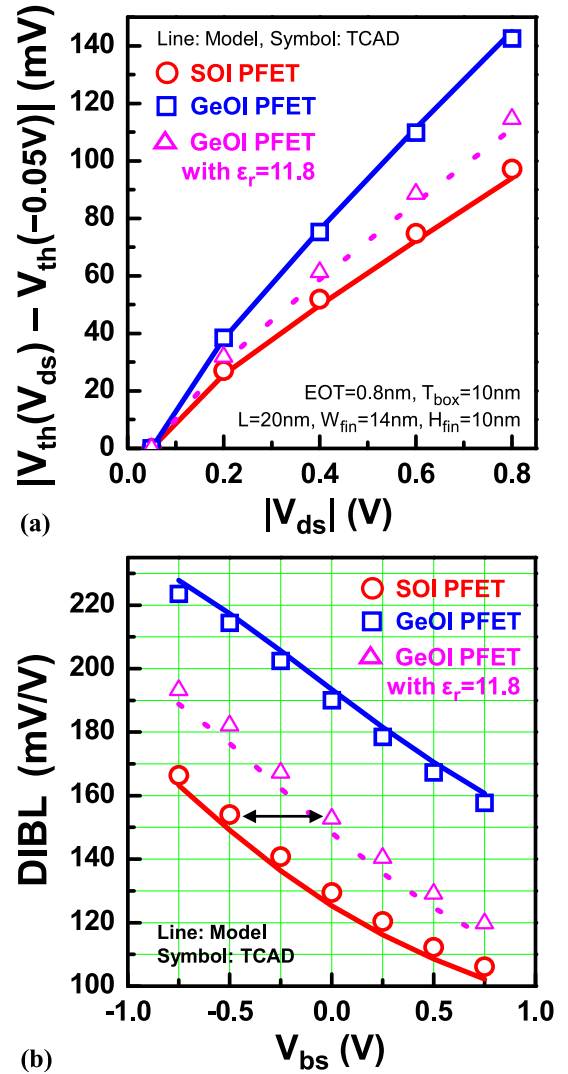 |Vth(Vds) − Vth(−0.05V)| (mV)
140
120
100
80
60
40
20
0
Line: Model, Symbol: TCAD
SOI PFET
GeOI PFET
GeOI PFET
with εr=11.8
EOT=0.8nm, Tbox=10nm
L=20nm, Wfin=14nm, Hfin=10nm
0.0 0.2 0.4 0.6 0.8
(a)
|Vds| (V)
DIBL (mV/V)
220
200
180
160
140
120
100
SOI PFET
GeOI PFET
GeOI PFET
with εr=11.8
Line: Model
Symbol: TCAD
-1.0 -0.5 0.0 0.5 1.0
(b)
Vbs (V)